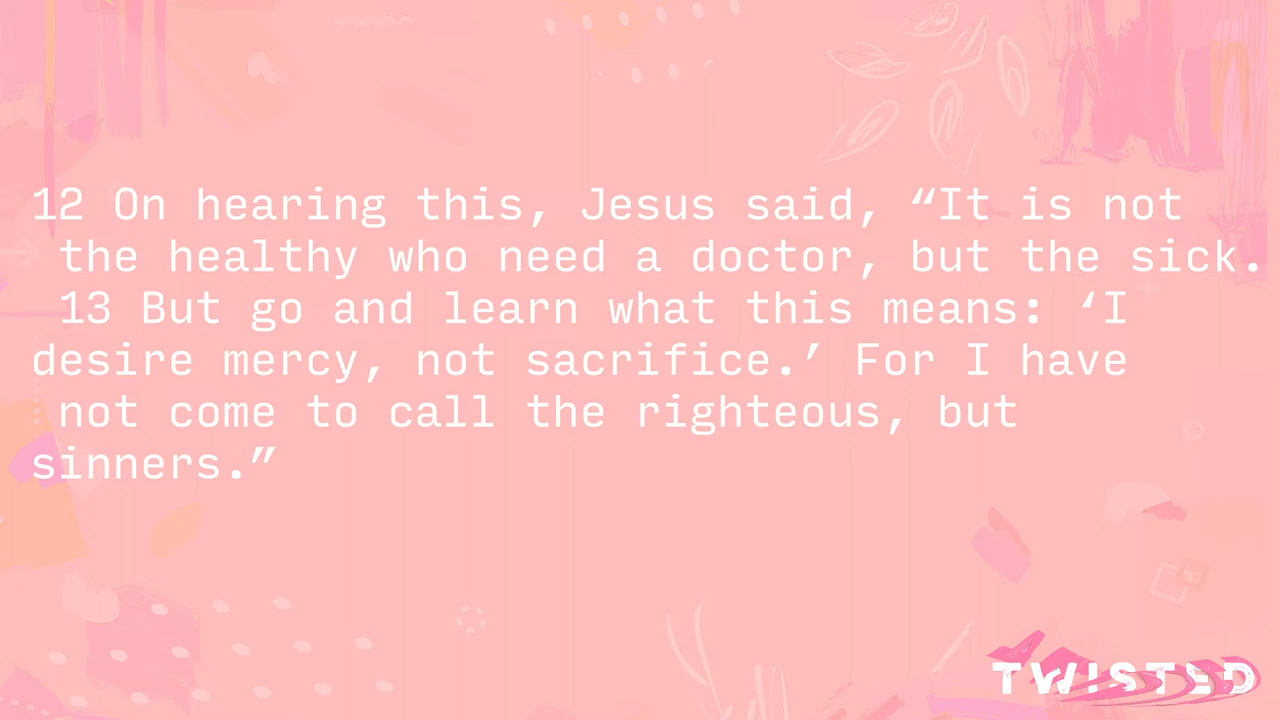 12 On hearing this, Jesus said, “It is not
the healthy who need a doctor, but the sick.
13 But go and learn what this means: ‘I
desire mercy, not sacrifice.’ For I have
not come to call the righteous, but
sinners.”
TWISTED